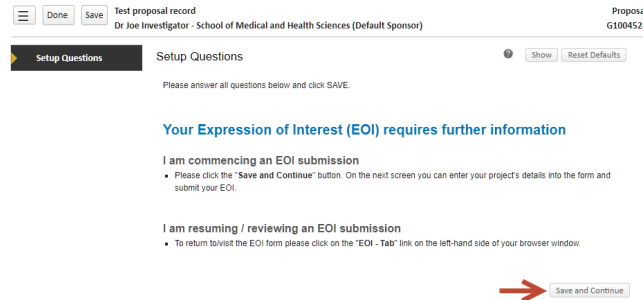 Done Save Test proposal record
Dr Joe Investigator - School of Medical and Health Sciences (Default Sponsor)
G1004528
Setup Questions
Setup Questions
Show Reset Defaults
Please answer all questions below and click SAVE.
Your Expression of Interest (EOI) requires further information
I am commencing an EOI submission
Please click the "Save and Continue" button. On the next screen you can enter your project's details into the form and
submit your EOI.
I am resuming / reviewing an EOI submission
To return to/visit the EOI form please click on the "EOI - Tab" link on the left-hand side of your browser window.
Save and Continue